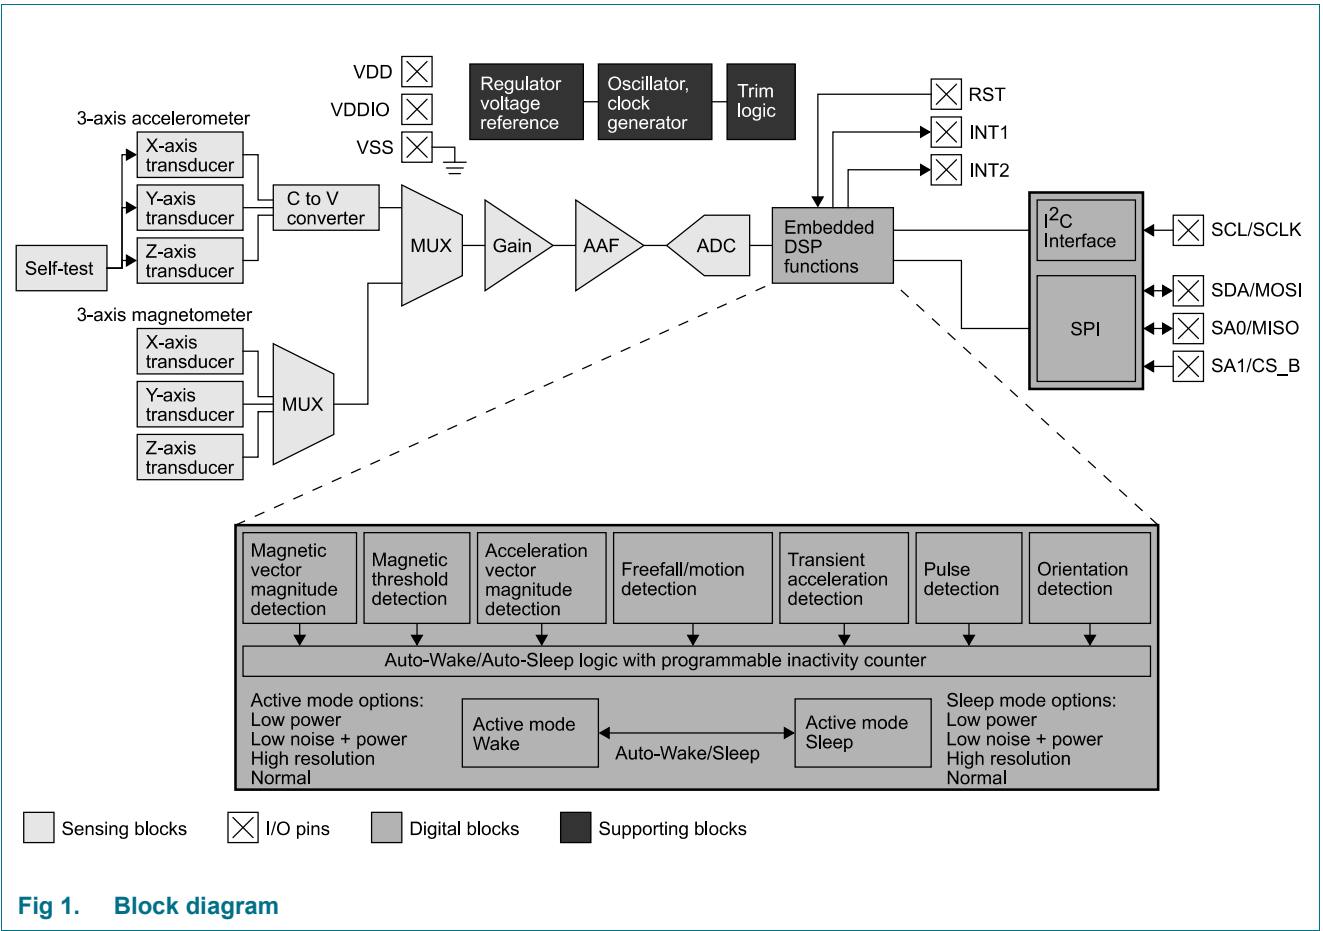 VDD
VDDIO
VSS
Regulator
voltage
reference
Oscillator,
clock
generator
Trim
logic
RST
INT1
INT2
3-axis accelerometer
X-axis
transducer
Y-axis
transducer
Z-axis
transducer
Self-test
C to V
converter
MUX
Gain
AAF
ADC
Embedded
DSP
functions
I2C
Interface
SPI
SCL/SCLK
SDA/MOSI
SA0/MISO
SA1/CS_B
3-axis magnetometer
X-axis
transducer
Y-axis
transducer
Z-axis
transducer
MUX
Magnetic
vector
magnitude
detection
Magnetic
threshold
detection
Acceleration
vector
magnitude
detection
Freefall/motion
detection
Transient
acceleration
detection
Pulse
detection
Orientation
detection
Auto-Wake/Auto-Sleep logic with programmable inactivity counter
Active mode options:
Low power
Low noise + power
High resolution
Normal
Active mode
Wake
Auto-Wake/Sleep
Active mode
Sleep
Sleep mode options:
Low power
Low noise + power
High resolution
Normal
Sensing blocks
I/O pins
Digital blocks
Supporting blocks
Fig 1. Block diagram